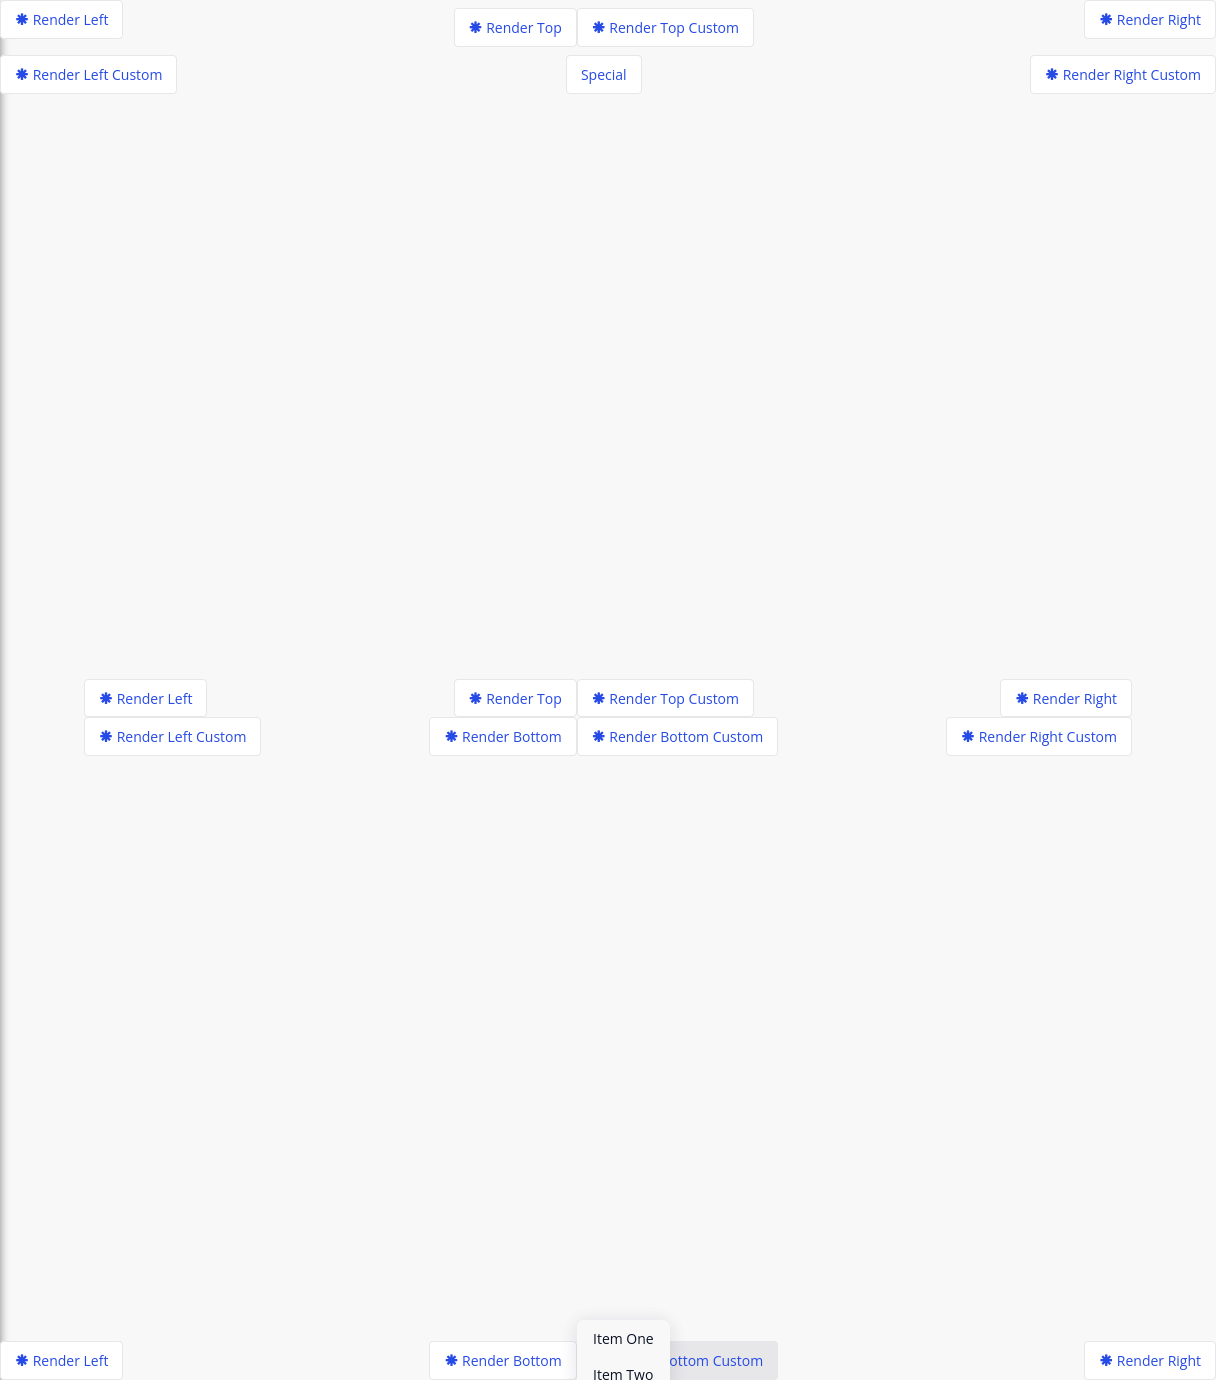 Render Left
Render Top
Render Top Custom
Render Right
Render Left Custom
Special
Render Right Custom
Render Left
Render Top
Render Top Custom
Render Right
Render Left Custom
Render Bottom
Render Bottom Custom
Render Right Custom
Item One
Render Left
Render Bottom
ottom Custom
Render Right
Item Two